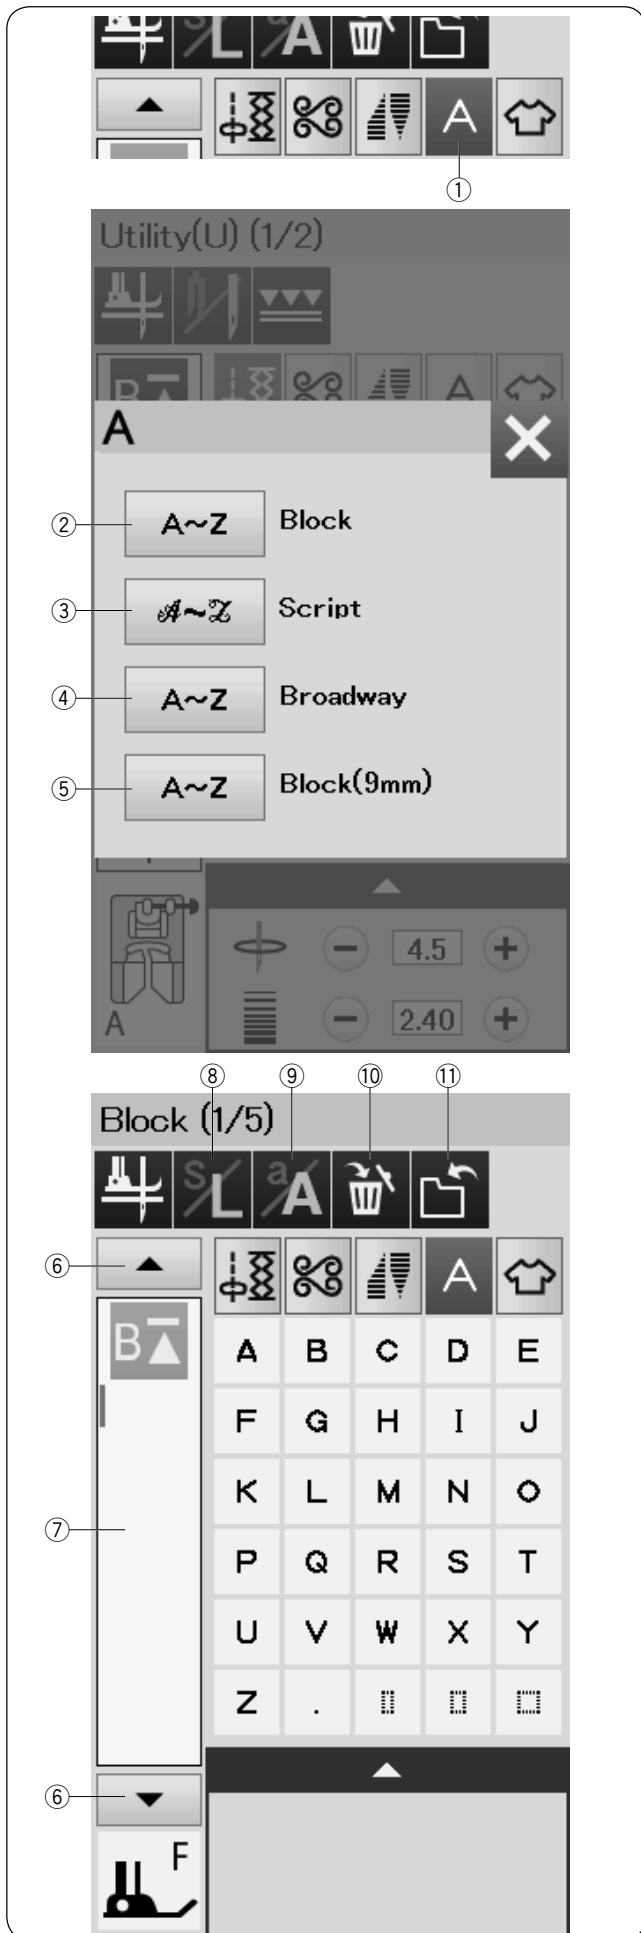 S L a A
A
①
Utility(U) (1/2)
B A
A
② A~Z Block
③ A~Z Script
④ A~Z Broadway
⑤ A~Z Block(9mm)
4.5
A 2.40
⑧ ⑨ ⑩ ⑪
Block (1/5)
S L a A
⑥ A
B A B C D E
F G H I J
K L M N O
⑦
P Q R S T
U V W X Y
Z .
⑥
F